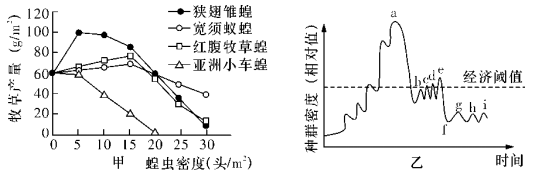 牧草产量(g/m²)
120
100
80
60
40
20
0
0 5 10 15 20 25 30
甲 蝗虫密度(头/m²)
狭翅雏蝗
宽须蚁蝗
红腹牧草蝗
亚洲小车蝗
种群密度(相对值)
a
b c d e
经济阈值
f g h i
乙 时间